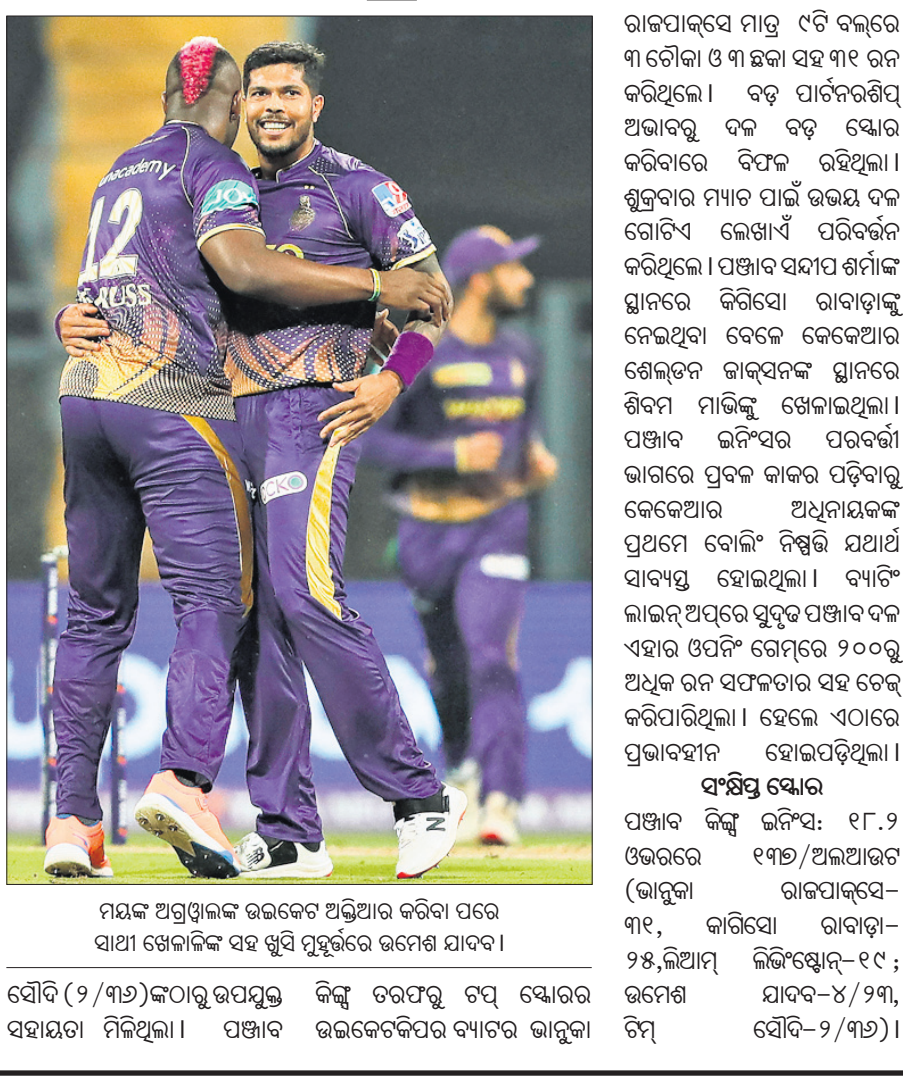 unacademy
JIO
12
RUSS
ACKO
N
ମୟଙ୍କ ଅଗ୍ରୱାଲଙ୍କ ଉଇକେଟ ଅକ୍ତିଆର କରିବା ପରେ
ସାଥୀ ଖେଳାଳିଙ୍କ ସହ ଖୁସି ମୁହୂର୍ତ୍ତରେ ଉମେଶ ଯାଦବ।
ସୌଦି (୨/୩୬)ଙ୍କଠାରୁ ଉପଯୁକ୍ତ
ସହାୟତା ମିଳିଥିଲା। ପଞ୍ଜାବ
କିଙ୍ଗ୍ସ ତରଫରୁ ଟପ୍ ସ୍କୋରର
ଉଇକେଟକିପର ବ୍ୟାଟର ଭାନୁକା
ରାଜପାକ୍‌ସେ ମାତ୍ର ୯ଟି ବଲ୍‌ରେ
୩ ଚୌକା ଓ ୩ ଛକା ସହ ୩୧ ରନ
କରିଥିଲେ। ବଡ଼ ପାର୍ଟନରଶିପ୍
ଅଭାବରୁ ଦଳ ବଡ଼ ସ୍କୋର
କରିବାରେ ବିଫଳ ରହିଥିଲା।
ଶୁକ୍ରବାର ମ୍ୟାଚ ପାଇଁ ଉଭୟ ଦଳ
ଗୋଟିଏ ଲେଖାଏଁ ପରିବର୍ତ୍ତନ
କରିଥିଲେ। ପଞ୍ଜାବ ସନ୍ଦୀପ ଶର୍ମାଙ୍କ
ସ୍ଥାନରେ କିଗିସୋ ରାବାଡ଼ାଙ୍କୁ
ନେଇଥିବା ବେଳେ କେକେଆର
ଶେଲ୍‌ଡନ ଜାକ୍‌ସନଙ୍କ ସ୍ଥାନରେ
ଶିବମ ମାଭିଙ୍କୁ ଖେଳାଇଥିଲା।
ପଞ୍ଜାବ ଇନିଂସର ପରବର୍ତ୍ତୀ
ଭାଗରେ ପ୍ରବଳ କାକର ପଡ଼ିବାରୁ
କେକେଆର ଅଧିନାୟକଙ୍କ
ପ୍ରଥମେ ବୋଲିଂ ନିଷ୍ପତ୍ତି ଯଥାର୍ଥ
ସାବ୍ୟସ୍ତ ହୋଇଥିଲା। ବ୍ୟାଟିଂ
ଲାଇନ୍ ଅପ୍‌ରେ ସୁଦୃଢ ପଞ୍ଜାବ ଦଳ
ଏହାର ଓପନିଂ ଗେମ୍‌ରେ ୨୦୦ରୁ
ଅଧିକ ରନ ସଫଳତାର ସହ ଚେଜ୍
କରିପାରିଥିଲା। ହେଲେ ଏଠାରେ
ପ୍ରଭାବହୀନ ହୋଇପଡ଼ିଥିଲା।
ସଂକ୍ଷିପ୍ତ ସ୍କୋର
ପଞ୍ଜାବ କିଙ୍ଗ୍ସ ଇନିଂସ: ୧୮.୨
ଓଭରରେ ୧୩୭/ଅଲଆଉଟ
(ଭାନୁକା ରାଜପାକ୍‌ସେ–
୩୧, କାଗିସୋ ରାବାଡ଼ା–
୨୫,ଲିଆମ୍ ଲିଭିଂଷ୍ଟୋନ୍–୧୯;
ଉମେଶ ଯାଦବ–୪/୨୩,
ଟିମ୍ ସୌଦି–୨/୩୬)।